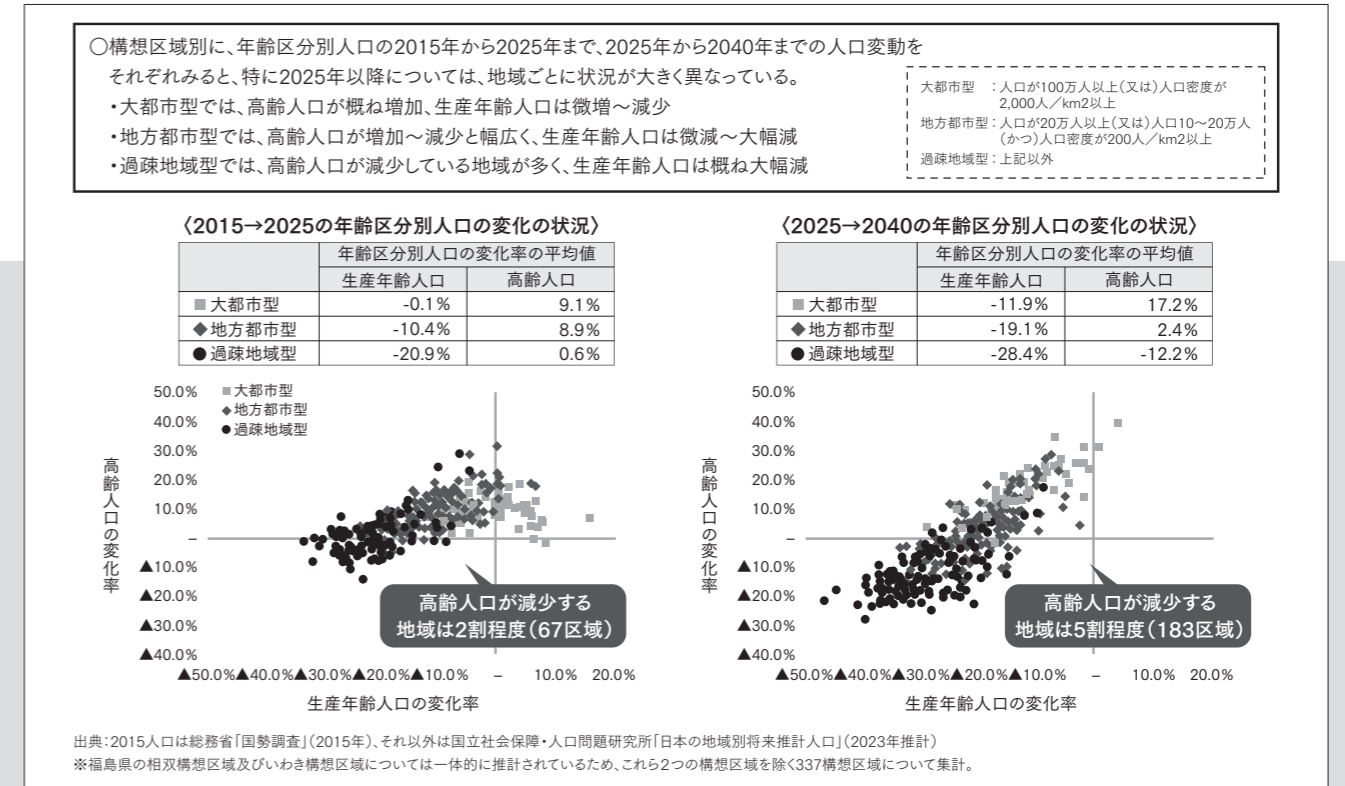 ○構想区域別に、年齢区分別人口の2015年から2025年まで、2025年から2040年までの人口変動を
それぞれみると、特に2025年以降については、地域ごとに状況が大きく異なっている。
・大都市型では、高齢人口が概ね増加、生産年齢人口は微増～減少
・地方都市型では、高齢人口が増加～減少と幅広く、生産年齢人口は微減～大幅減
・過疎地域型では、高齢人口が減少している地域が多く、生産年齢人口は概ね大幅減
大都市型　：人口が100万人以上（又は）人口密度が
2,000人／km2以上
地方都市型：人口が20万人以上（又は）人口10～20万人
（かつ）人口密度が200人／km2以上
過疎地域型：上記以外
〈2015→2025の年齢区分別人口の変化の状況〉
年齢区分別人口の変化率の平均値
生産年齢人口 高齢人口
■大都市型 -0.1% 9.1%
◆地方都市型 -10.4% 8.9%
●過疎地域型 -20.9% 0.6%
50.0%
40.0%
30.0%
20.0%
10.0%
–
▲10.0%
▲20.0%
▲30.0%
▲40.0%
高齢人口の変化率
■大都市型
◆地方都市型
●過疎地域型
高齢人口が減少する
地域は2割程度（67区域）
▲50.0%▲40.0%▲30.0%▲20.0%▲10.0% – 10.0% 20.0%
生産年齢人口の変化率
〈2025→2040の年齢区分別人口の変化の状況〉
年齢区分別人口の変化率の平均値
生産年齢人口 高齢人口
■大都市型 -11.9% 17.2%
◆地方都市型 -19.1% 2.4%
●過疎地域型 -28.4% -12.2%
50.0%
40.0%
30.0%
20.0%
10.0%
–
▲10.0%
▲20.0%
▲30.0%
▲40.0%
高齢人口の変化率
高齢人口が減少する
地域は5割程度（183区域）
▲50.0%▲40.0%▲30.0%▲20.0%▲10.0% – 10.0% 20.0%
生産年齢人口の変化率
出典：2015人口は総務省「国勢調査」（2015年）、それ以外は国立社会保障・人口問題研究所「日本の地域別将来推計人口」（2023年推計）
※福島県の相双構想区域及びいわき構想区域については一体的に推計されているため、これら2つの構想区域を除く337構想区域について集計。